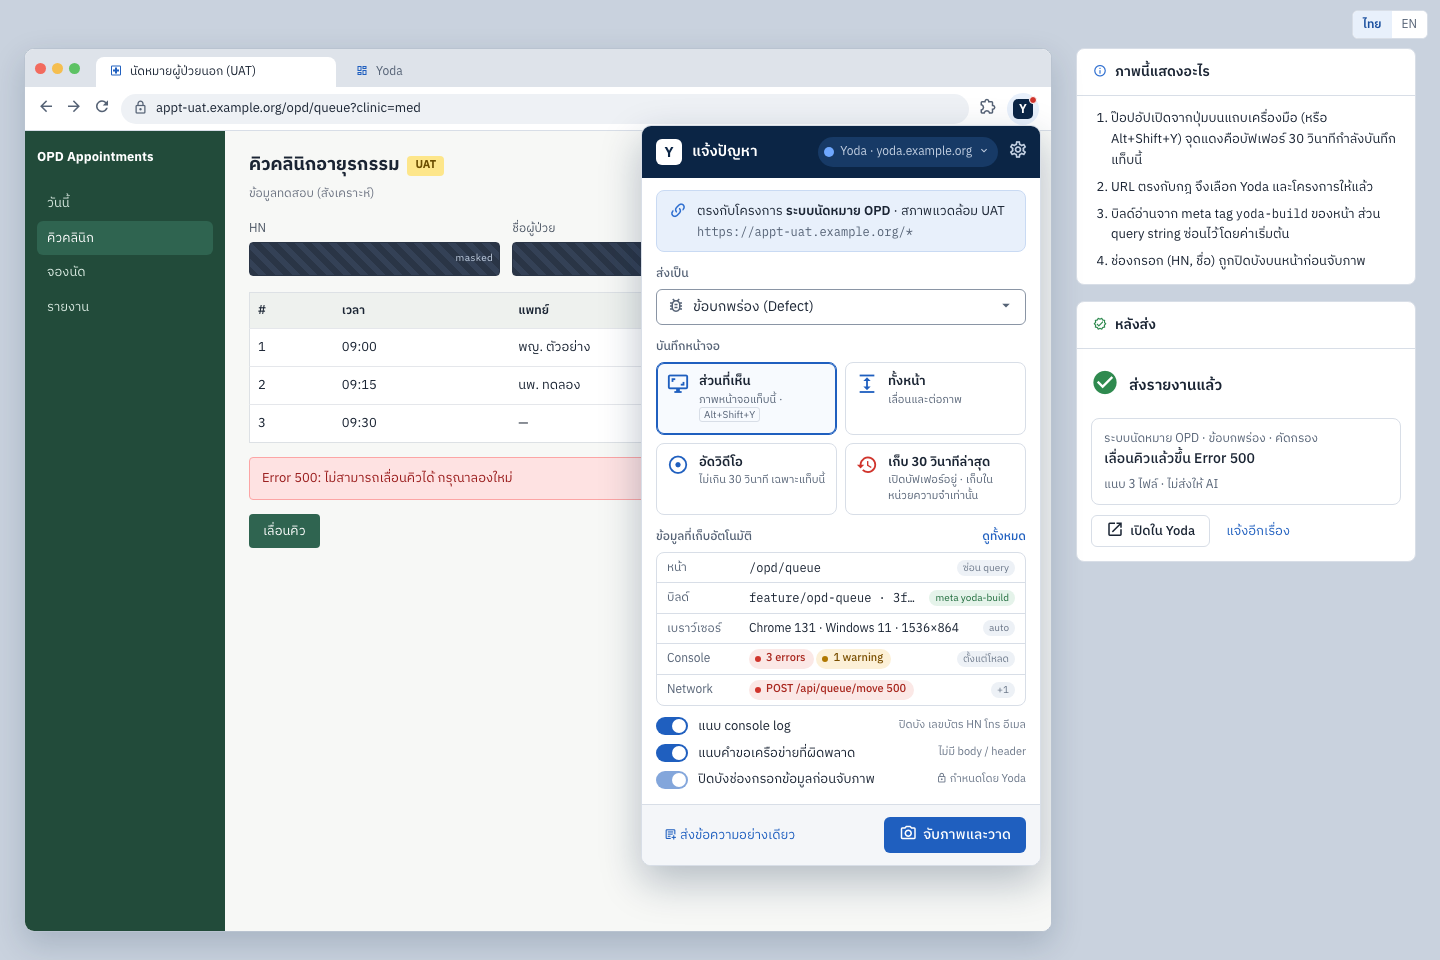 ไทย EN
นัดหมายผู้ป่วยนอก (UAT)
Yoda
appt-uat.example.org/opd/queue?clinic=med
Y
OPD Appointments
วันนี้
คิวคลินิก
จองนัด
รายงาน
คิวคลินิกอายุรกรรม UAT
ข้อมูลทดสอบ (สังเคราะห์)
HN
ชื่อผู้ป่วย
masked
# เวลา แพทย์
1 09:00 พญ. ตัวอย่าง
2 09:15 นพ. ทดลอง
3 09:30 —
Error 500: ไม่สามารถเลื่อนคิวได้ กรุณาลองใหม่
เลื่อนคิว
Y แจ้งปัญหา
Yoda · yoda.example.org
ตรงกับโครงการ ระบบนัดหมาย OPD · สภาพแวดล้อม UAT
https://appt-uat.example.org/*
ส่งเป็น
ข้อบกพร่อง (Defect)
บันทึกหน้าจอ
ส่วนที่เห็น
ภาพหน้าจอแท็บนี้ ·
Alt+Shift+Y
ทั้งหน้า
เลื่อนและต่อภาพ
อัดวิดีโอ
ไม่เกิน 30 วินาที เฉพาะแท็บนี้
เก็บ 30 วินาทีล่าสุด
เปิดบัฟเฟอร์อยู่ · เก็บใน
หน่วยความจำเท่านั้น
ข้อมูลที่เก็บอัตโนมัติ
ดูทั้งหมด
หน้า /opd/queue ซ่อน query
บิลด์ feature/opd-queue · 3f… meta yoda-build
เบราว์เซอร์ Chrome 131 · Windows 11 · 1536×864 auto
Console 3 errors 1 warning ตั้งแต่โหลด
Network POST /api/queue/move 500 +1
แนบ console log ปิดบัง เลขบัตร HN โทร อีเมล
แนบคำขอเครือข่ายที่ผิดพลาด ไม่มี body / header
ปิดบังช่องกรอกข้อมูลก่อนจับภาพ กำหนดโดย Yoda
ส่งข้อความอย่างเดียว
จับภาพและวาด
ภาพนี้แสดงอะไร
1. ป๊อปอัปเปิดจากปุ่มบนแถบเครื่องมือ (หรือ
Alt+Shift+Y) จุดแดงคือบัฟเฟอร์ 30 วินาทีกำลังบันทึก
แท็บนี้
2. URL ตรงกับกฎ จึงเลือก Yoda และโครงการให้แล้ว
3. บิลด์อ่านจาก meta tag yoda-build ของหน้า ส่วน
query string ซ่อนไว้โดยค่าเริ่มต้น
4. ช่องกรอก (HN, ชื่อ) ถูกปิดบังบนหน้าก่อนจับภาพ
หลังส่ง
ส่งรายงานแล้ว
ระบบนัดหมาย OPD · ข้อบกพร่อง · คัดกรอง
เลื่อนคิวแล้วขึ้น Error 500
แนบ 3 ไฟล์ · ไม่ส่งให้ AI
เปิดใน Yoda
แจ้งอีกเรื่อง